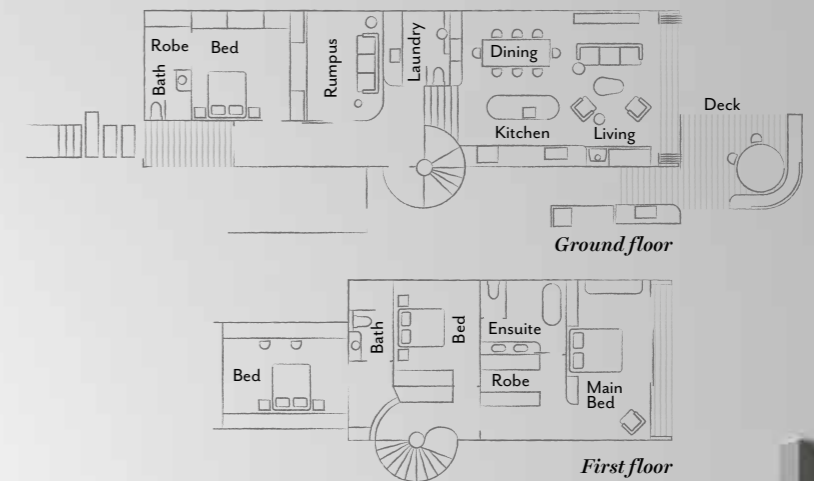 Robe
Bed
Bath
Rumpus
Laundry
Dining
Kitchen
Living
Deck
Ground floor
Bed
Bath
Bed
Ensuite
Robe
Main
Bed
First floor